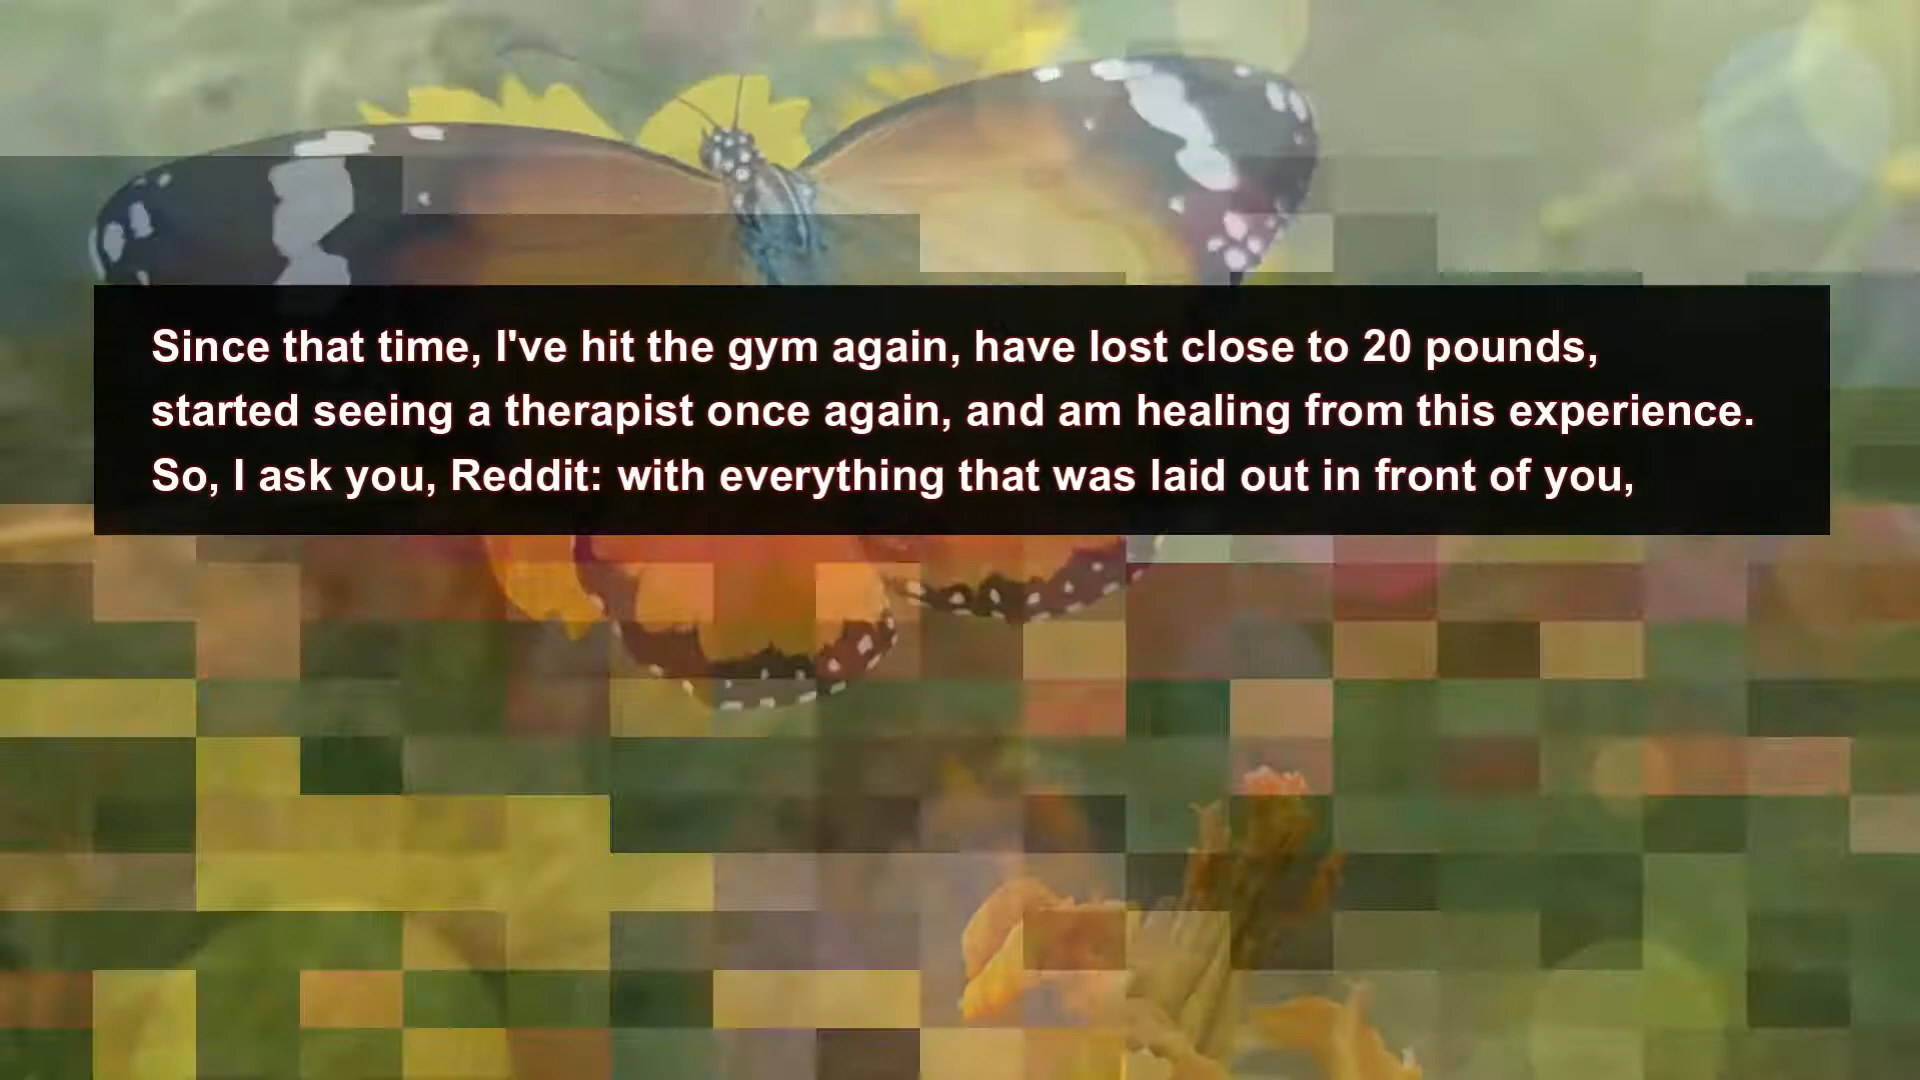 Since that time, I've hit the gym again, have lost close to 20 pounds,
started seeing a therapist once again, and am healing from this experience.
So, I ask you, Reddit: with everything that was laid out in front of you,